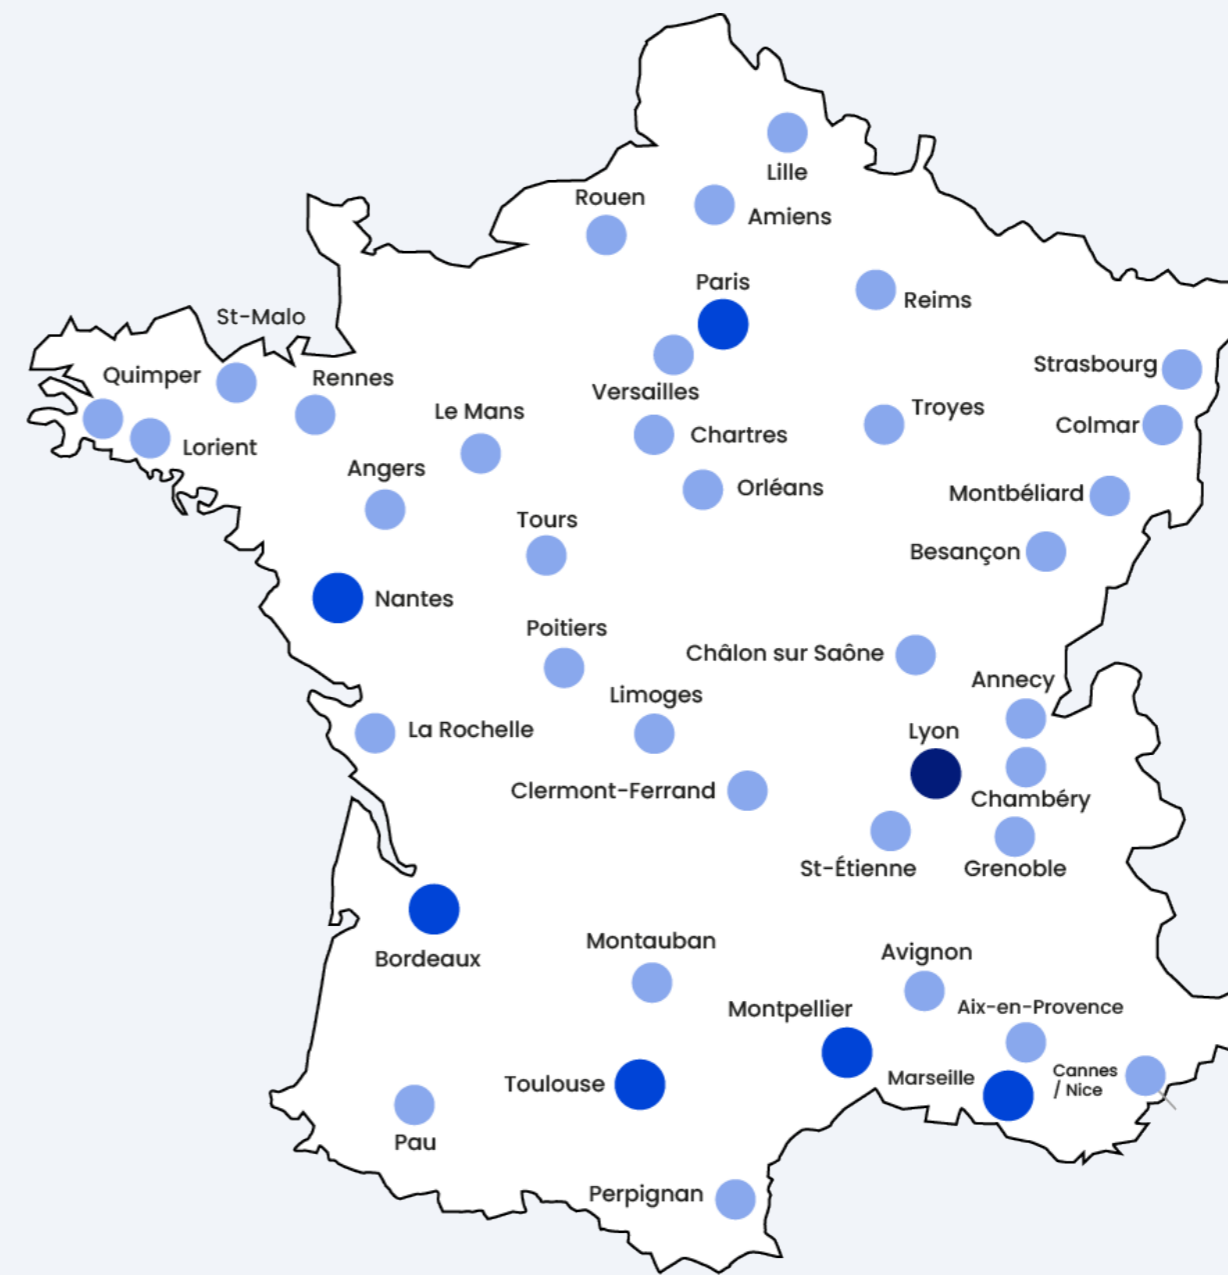 Lille
Rouen
Amiens
Paris
Reims
St-Malo
Strasbourg
Quimper
Rennes
Versailles
Le Mans
Troyes
Colmar
Chartres
Lorient
Angers
Orléans
Montbéliard
Tours
Besançon
Nantes
Poitiers
Châlon sur Saône
Annecy
Limoges
La Rochelle
Lyon
Clermont-Ferrand
Chambéry
St-Étienne
Grenoble
Montauban
Avignon
Bordeaux
Montpellier
Aix-en-Provence
Cannes
/ Nice
Marseille
Toulouse
Pau
Perpignan